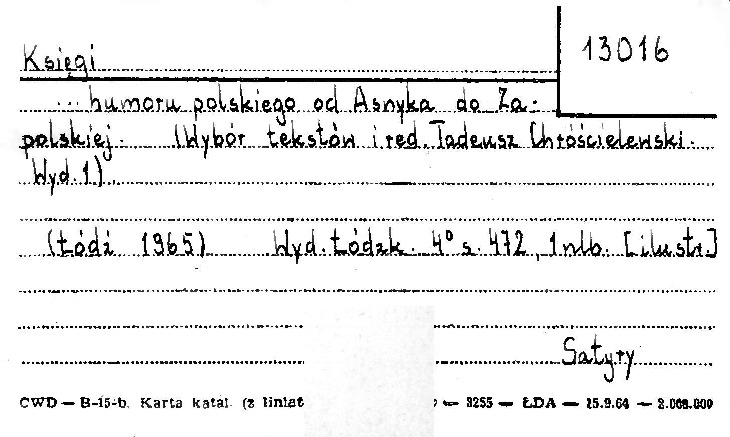 13016
Księgi
... humoru polskiego od Asnyka do Za-
polskiej. (Wybór tekstów i red. Tadeusz Chróścielewski.
Wyd. 1)
(Łódź 1965) Wyd. Łódzk. 4° s. 472, 1 nlb. [ilustr.]
Satyry
CWD — B-15-b. Karta katal. (z liniat — 3255 — ŁDA — 15.9.64 — 2.000.000